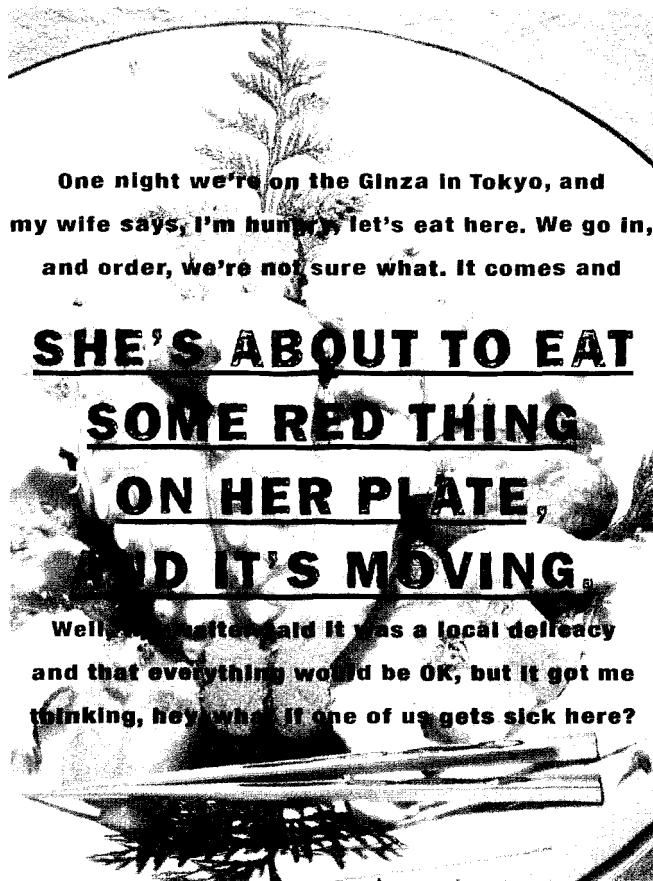 One night we're on the Ginza in Tokyo, and
my wife says, I'm hungry, let's eat here. We go in,
and order, we're not sure what. It comes and
SHE'S ABOUT TO EAT
SOME RED THING
ON HER PLATE,
AND IT'S MOVING.
Well, waiter said it was a local delicacy
and that everything would be OK, but it got me
thinking, hey, what if one of us gets sick here?